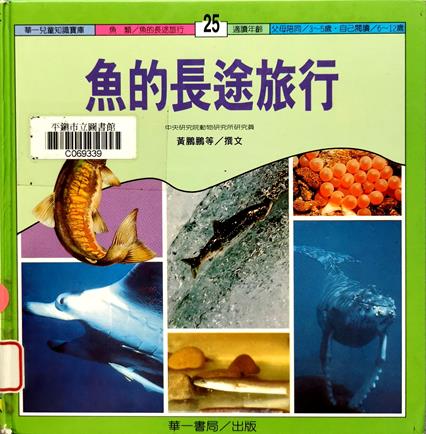 華一兒童知識寶庫 魚 類／魚的長途旅行 25 適讀年齡 父母陪同／3～5歲・自己閱讀／6～12歲
魚的長途旅行
中央研究院動物研究所研究員
黃鵬鵬等／撰文
平鎮市立圖書館
C069339
華一書局／出版